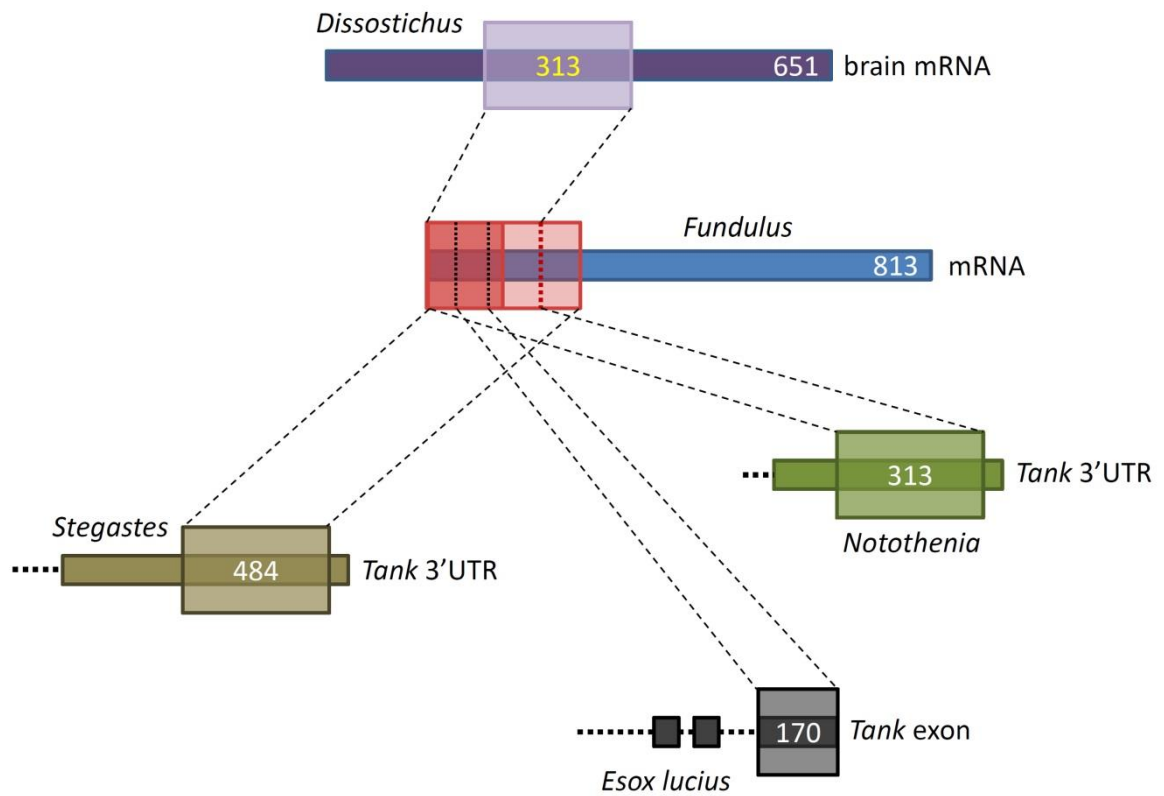 Dissostichus
313 651 brain mRNA
Fundulus
813 mRNA
313 Tank 3’UTR
Notothenia
Stegastes
484 Tank 3’UTR
170 Tank exon
Esox lucius